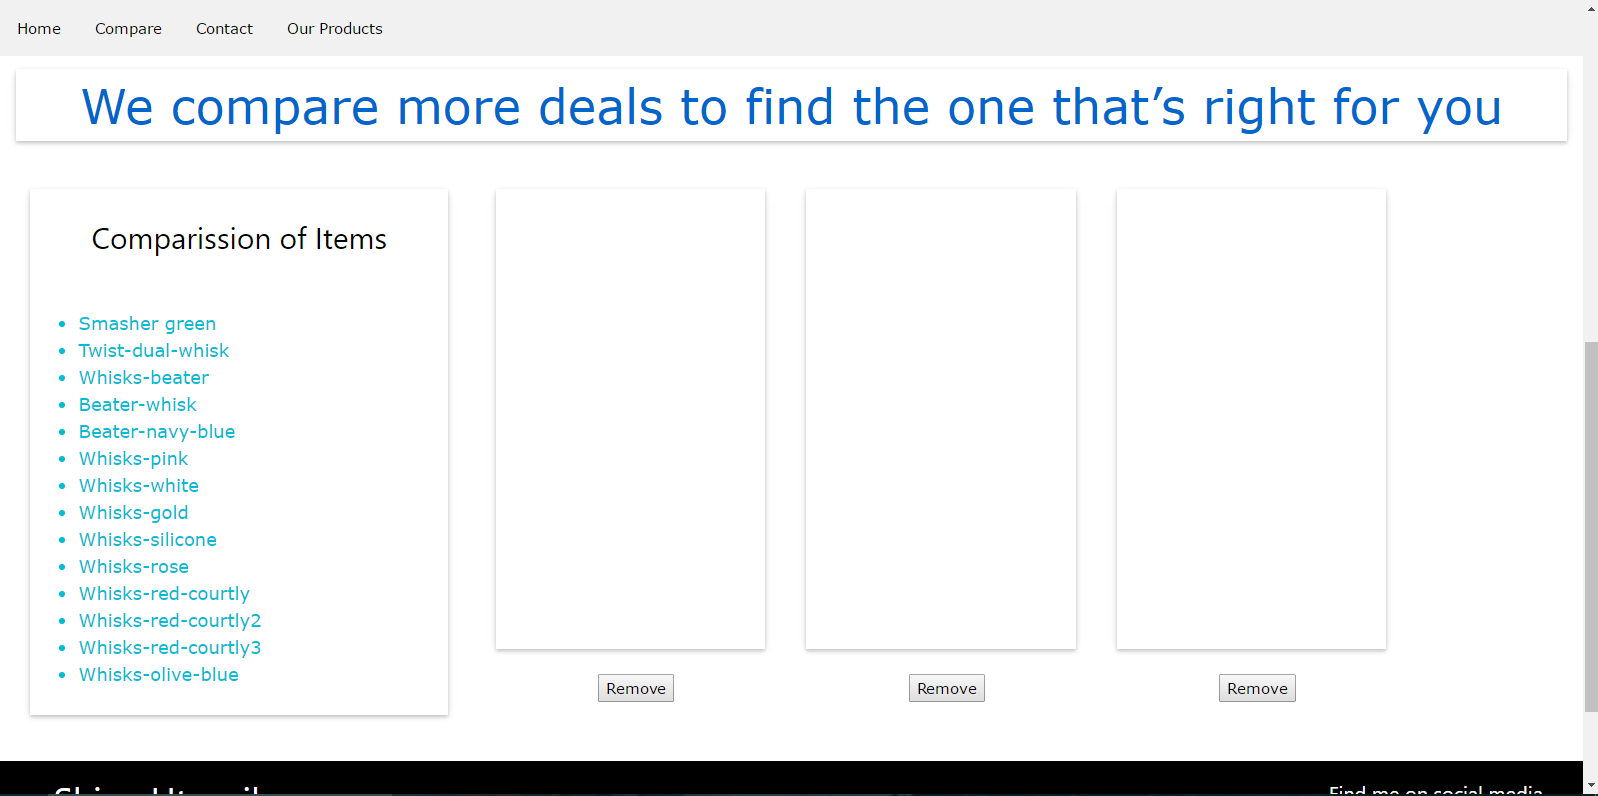 Home Compare Contact Our Products
We compare more deals to find the one that’s right for you
Comparission of Items
Smasher green
Twist-dual-whisk
Whisks-beater
Beater-whisk
Beater-navy-blue
Whisks-pink
Whisks-white
Whisks-gold
Whisks-silicone
Whisks-rose
Whisks-red-courtly
Whisks-red-courtly2
Whisks-red-courtly3
Whisks-olive-blue
Remove Remove Remove
Find me on social media